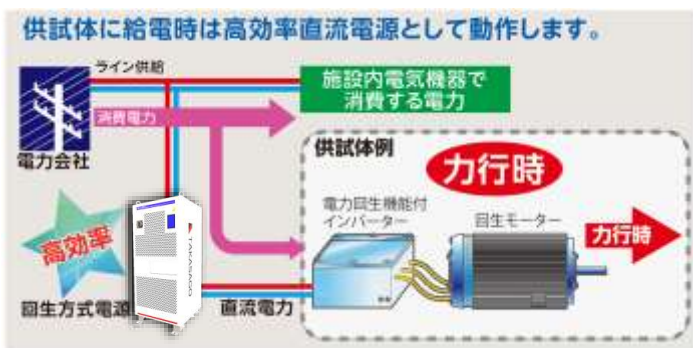 供試体に給電時は高効率直流電源として動作します。
ライン供給
施設内電気機器で
消費する電力
消費電力
電力会社
供試体例
力行時
電力回生機能付
インバーター
回生モーター
力行時
高効率
TAKASAGO
回生方式電源
直流電力